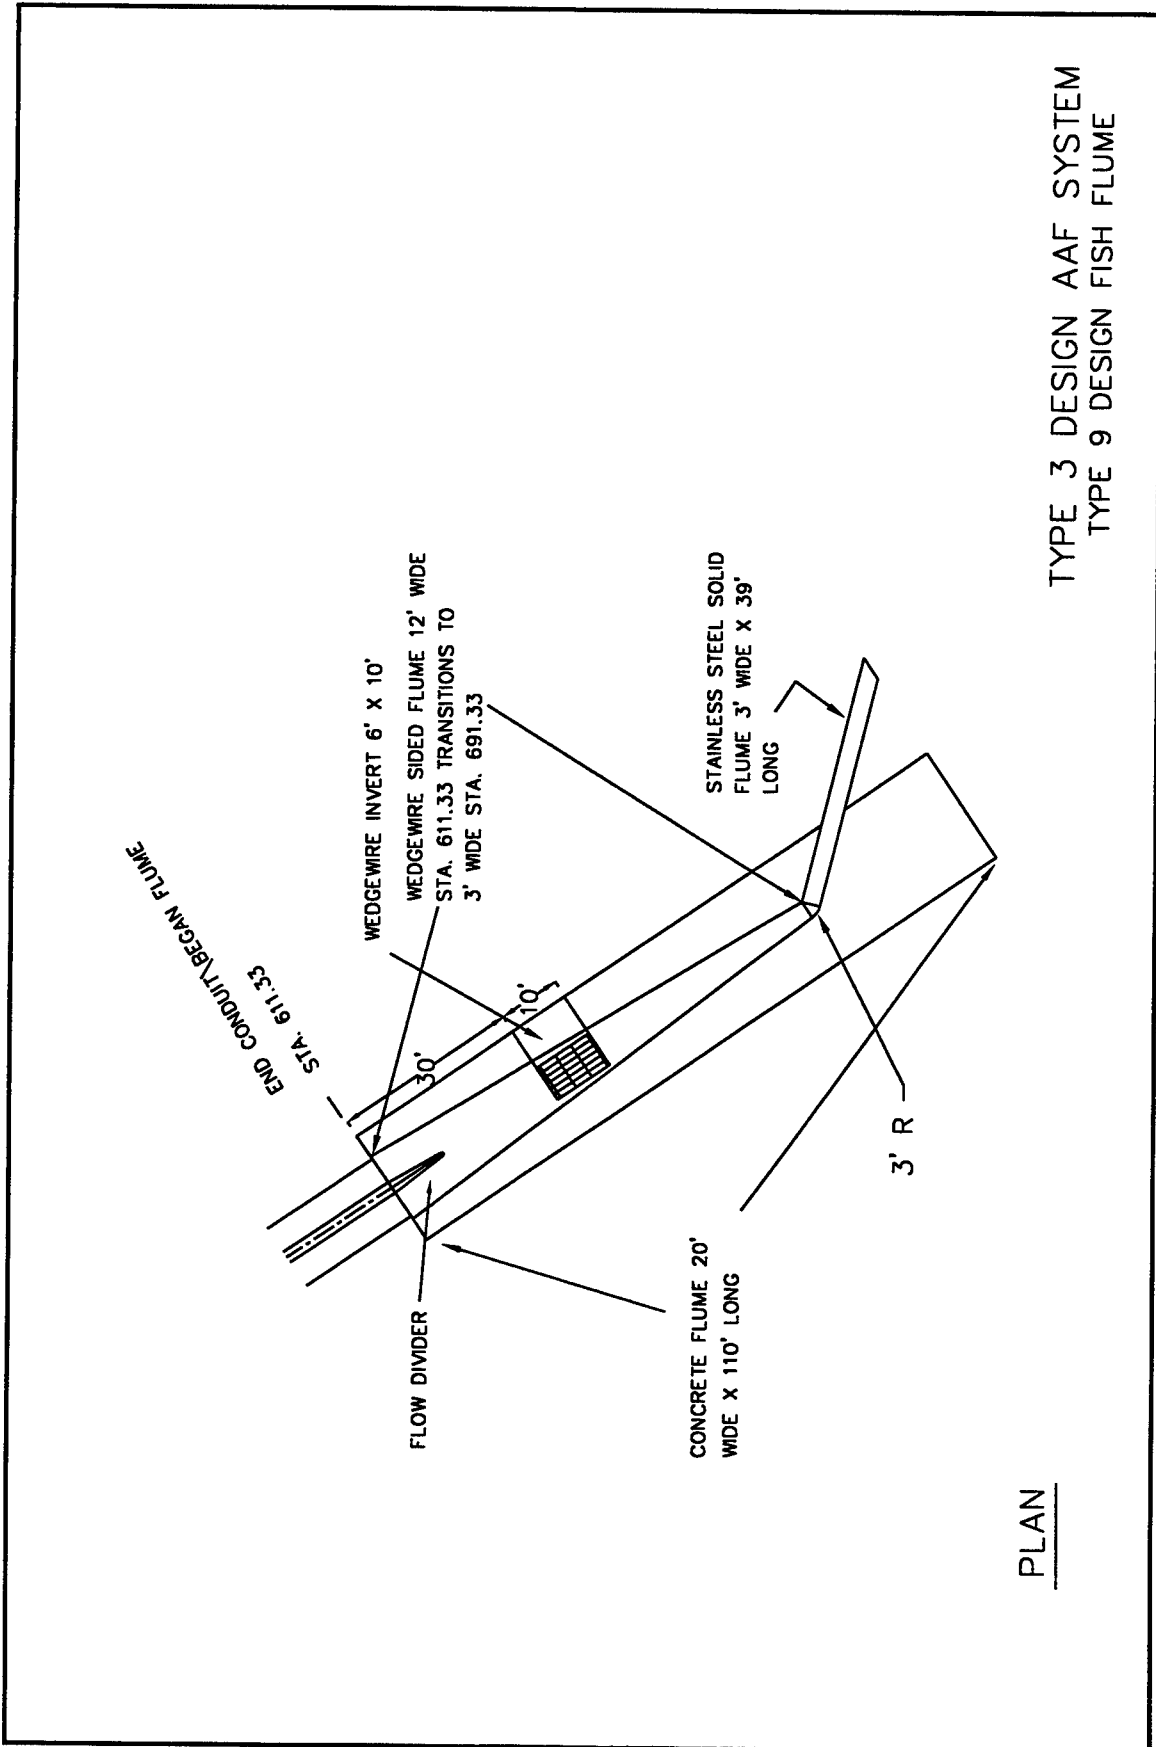 END CONDUIT\BEGAN FLUME
STA. 611.33
30'
10'
WEDGEWIRE INVERT 6' X 10'
WEDGEWIRE SIDED FLUME 12' WIDE
STA. 611.33 TRANSITIONS TO
3' WIDE STA. 691.33
FLOW DIVIDER
STAINLESS STEEL SOLID
FLUME 3' WIDE X 39'
LONG
CONCRETE FLUME 20'
WIDE X 110' LONG
3' R
PLAN
TYPE 3 DESIGN AAF SYSTEM
TYPE 9 DESIGN FISH FLUME